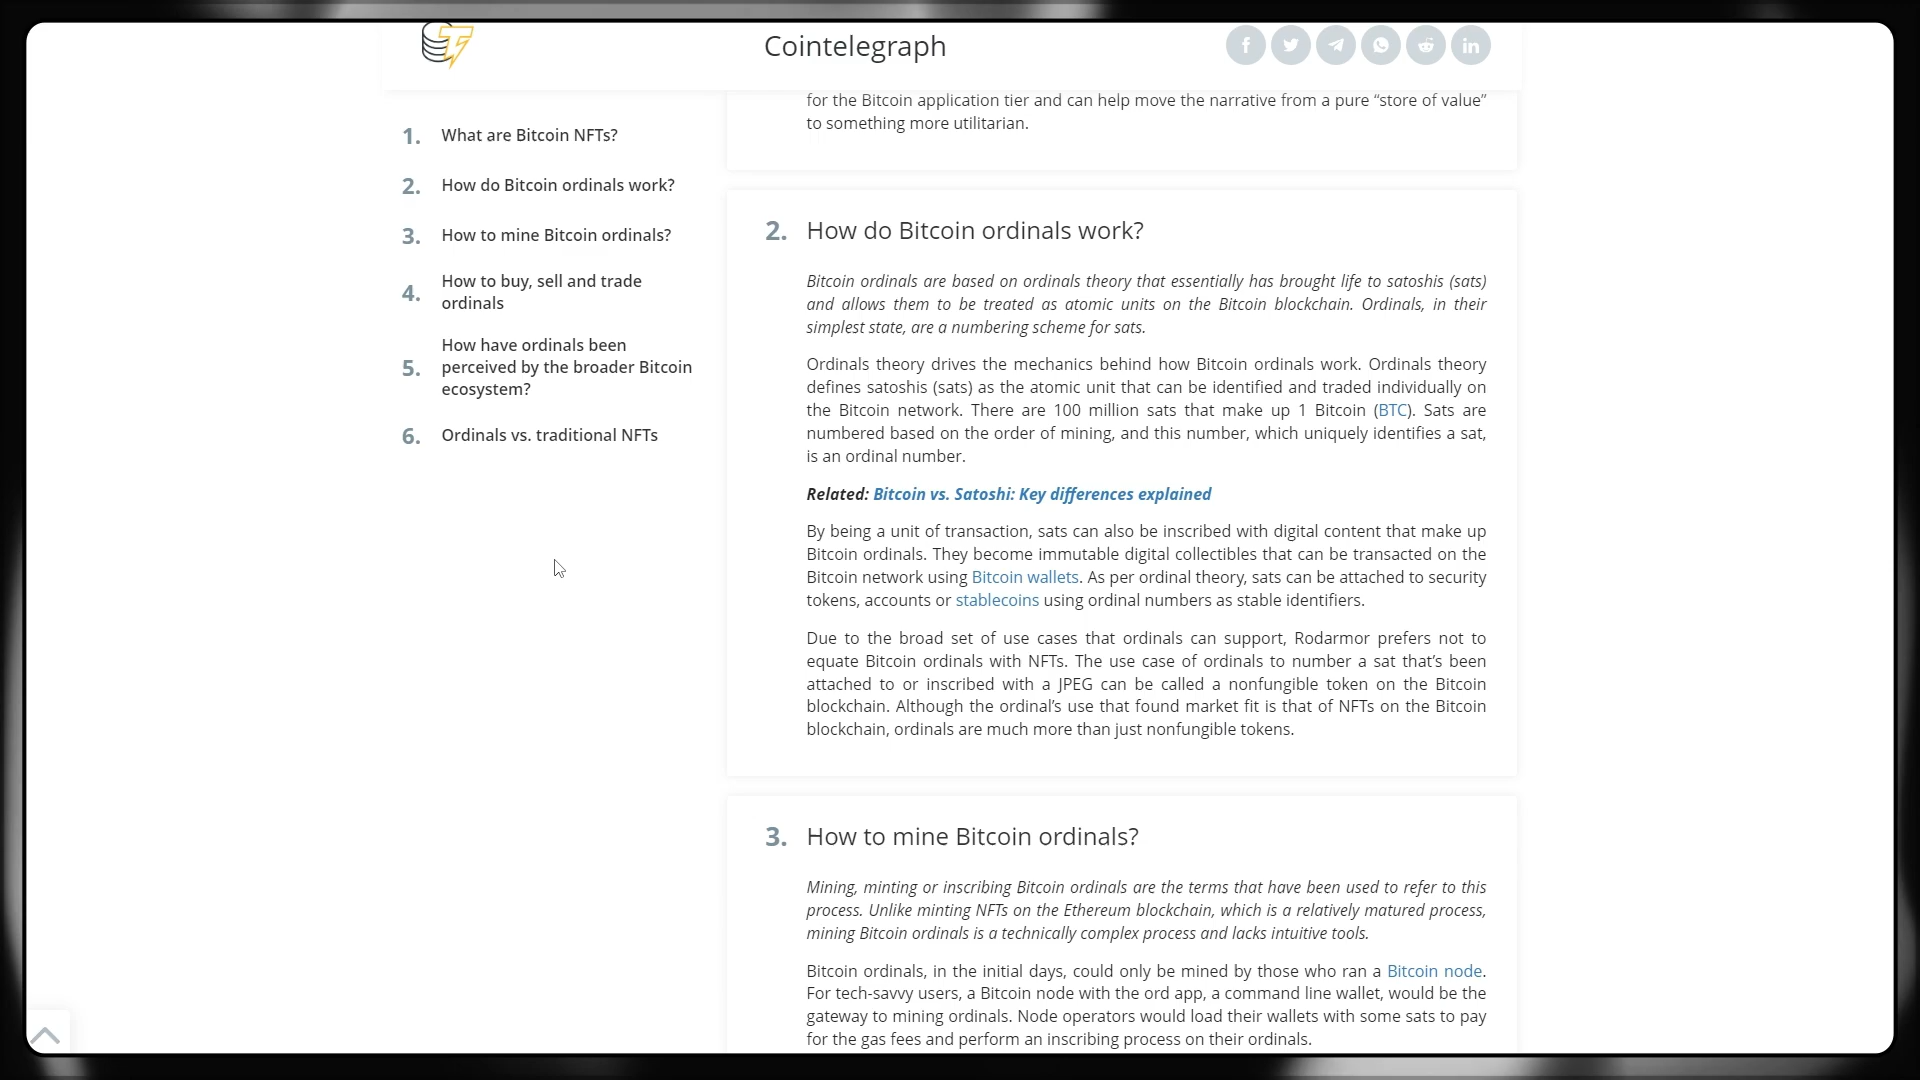 Cointelegraph
1. What are Bitcoin NFTs?
2. How do Bitcoin ordinals work?
3. How to mine Bitcoin ordinals?
4. How to buy, sell and trade
ordinals
5. How have ordinals been
perceived by the broader Bitcoin
ecosystem?
6. Ordinals vs. traditional NFTs
for the Bitcoin application tier and can help move the narrative from a pure “store of value”
to something more utilitarian.
2. How do Bitcoin ordinals work?
Bitcoin ordinals are based on ordinals theory that essentially has brought life to satoshis (sats)
and allows them to be treated as atomic units on the Bitcoin blockchain. Ordinals, in their
simplest state, are a numbering scheme for sats.
Ordinals theory drives the mechanics behind how Bitcoin ordinals work. Ordinals theory
defines satoshis (sats) as the atomic unit that can be identified and traded individually on
the Bitcoin network. There are 100 million sats that make up 1 Bitcoin (BTC). Sats are
numbered based on the order of mining, and this number, which uniquely identifies a sat,
is an ordinal number.
Related: Bitcoin vs. Satoshi: Key differences explained
By being a unit of transaction, sats can also be inscribed with digital content that make up
Bitcoin ordinals. They become immutable digital collectibles that can be transacted on the
Bitcoin network using Bitcoin wallets. As per ordinal theory, sats can be attached to security
tokens, accounts or stablecoins using ordinal numbers as stable identifiers.
Due to the broad set of use cases that ordinals can support, Rodarmor prefers not to
equate Bitcoin ordinals with NFTs. The use case of ordinals to number a sat that’s been
attached to or inscribed with a JPEG can be called a nonfungible token on the Bitcoin
blockchain. Although the ordinal’s use that found market fit is that of NFTs on the Bitcoin
blockchain, ordinals are much more than just nonfungible tokens.
3. How to mine Bitcoin ordinals?
Mining, minting or inscribing Bitcoin ordinals are the terms that have been used to refer to this
process. Unlike minting NFTs on the Ethereum blockchain, which is a relatively matured process,
mining Bitcoin ordinals is a technically complex process and lacks intuitive tools.
Bitcoin ordinals, in the initial days, could only be mined by those who ran a Bitcoin node.
For tech-savvy users, a Bitcoin node with the ord app, a command line wallet, would be the
gateway to mining ordinals. Node operators would load their wallets with some sats to pay
for the gas fees and perform an inscribing process on their ordinals.